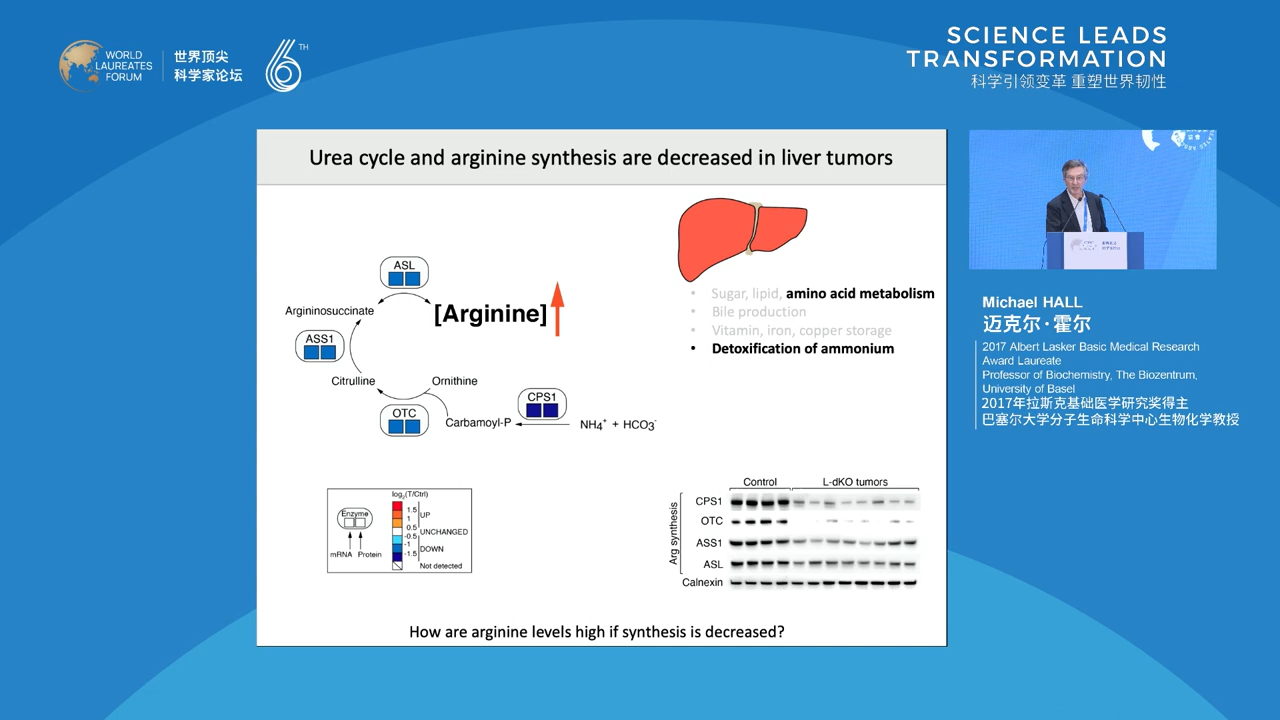 WORLD
LAUREATES
FORUM
世界顶尖
科学家论坛
6TH
SCIENCE LEADS
TRANSFORMATION
科学引领变革 重塑世界韧性
Urea cycle and arginine synthesis are decreased in liver tumors
ASL
Argininosuccinate
[Arginine]
ASS1
Citrulline
Ornithine
OTC
CPS1
Carbamoyl-P
NH4+ + HCO3-
• Sugar, lipid, amino acid metabolism
• Bile production
• Vitamin, iron, copper storage
• Detoxification of ammonium
log2(T/Ctrl)
Enzyme
mRNA Protein
1.5
1
0.5
-0.5
-1
-1.5
UP
UNCHANGED
DOWN
Not detected
Control L-dKO tumors
Arg synthesis
CPS1
OTC
ASS1
ASL
Calnexin
How are arginine levels high if synthesis is decreased?
Michael HALL
迈克尔·霍尔
2017 Albert Lasker Basic Medical Research
Award Laureate
Professor of Biochemistry, The Biozentrum,
University of Basel
2017年拉斯克基础医学研究奖得主
巴塞尔大学分子生命科学中心生物化学教授